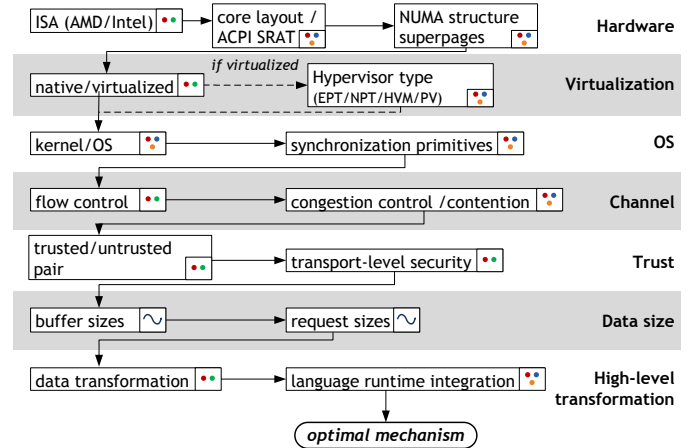 ISA (AMD/Intel)
core layout /
ACPI SRAT
NUMA structure
superpages
Hardware
native/virtualized
if virtualized
Hypervisor type
(EPT/NPT/HVM/PV)
Virtualization
kernel/OS
synchronization primitives
OS
flow control
congestion control /contention
Channel
trusted/untrusted
pair
transport-level security
Trust
buffer sizes
request sizes
Data size
data transformation
language runtime integration
High-level
transformation
optimal mechanism